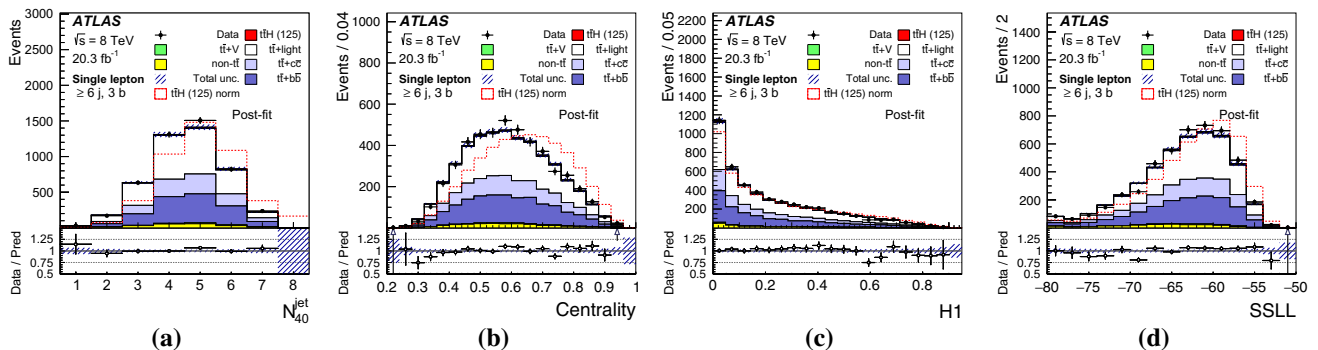 ATLAS
√s = 8 TeV
20.3 fb⁻¹
Single lepton
≥ 6 j, 3 b
Data
tt̄H (125)
tt̄+V
tt̄+light
non-tt̄
tt̄+cc̄
Total unc.
tt̄+bb̄
tt̄H (125) norm
Post-fit
Events
3000
2500
2000
1500
1000
500
Data / Pred
1.25
1
0.75
0.5
1 2 3 4 5 6 7 8
N₄₀^jet
(a)
ATLAS
√s = 8 TeV
20.3 fb⁻¹
Single lepton
≥ 6 j, 3 b
Data
tt̄H (125)
tt̄+V
tt̄+light
non-tt̄
tt̄+cc̄
Total unc.
tt̄+bb̄
tt̄H (125) norm
Post-fit
Events / 0.04
1000
800
600
400
200
Data / Pred
1.25
1
0.75
0.5
0.2 0.3 0.4 0.5 0.6 0.7 0.8 0.9 1
Centrality
(b)
ATLAS
√s = 8 TeV
20.3 fb⁻¹
Single lepton
≥ 6 j, 3 b
Data
tt̄H (125)
tt̄+V
tt̄+light
non-tt̄
tt̄+cc̄
Total unc.
tt̄+bb̄
tt̄H (125) norm
Post-fit
Events / 0.05
2200
2000
1800
1600
1400
1200
1000
800
600
400
200
Data / Pred
1.25
1
0.75
0.5
0 0.2 0.4 0.6 0.8
H1
(c)
ATLAS
√s = 8 TeV
20.3 fb⁻¹
Single lepton
≥ 6 j, 3 b
Data
tt̄H (125)
tt̄+V
tt̄+light
non-tt̄
tt̄+cc̄
Total unc.
tt̄+bb̄
tt̄H (125) norm
Post-fit
Events / 2
1400
1200
1000
800
600
400
200
Data / Pred
1.25
1
0.75
0.5
−80 −75 −70 −65 −60 −55 −50
SSLL
(d)